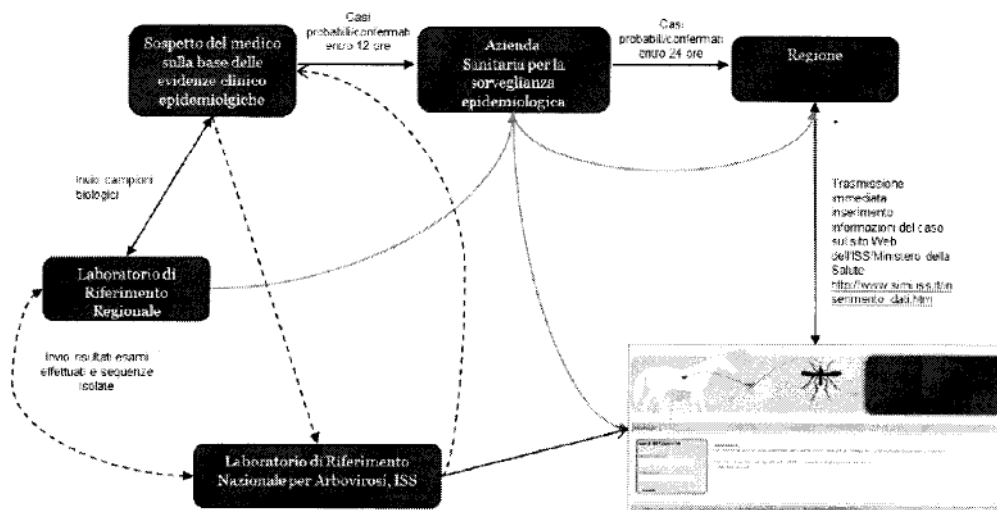 Sospetto del medico
sulla base delle
evidenze clinico
epidemiolgiche
Casi
probabili/confermati
entro 12 ore
Azienda
Sanitaria per la
sorveglianza
epidemiologica
Casi
probabili/confermati
entro 24 ore
Regione
Invio campioni
biologici
Trasmissione
immediata
inserimento
informazioni del caso
sul sito Web
dell'ISS/Ministero della
Salute
Laboratorio di
Riferimento
Regionale
Invio risultati esami
effettuati e sequenze
isolate
Laboratorio di Riferimento
Nazionale per Arbovirosi, ISS